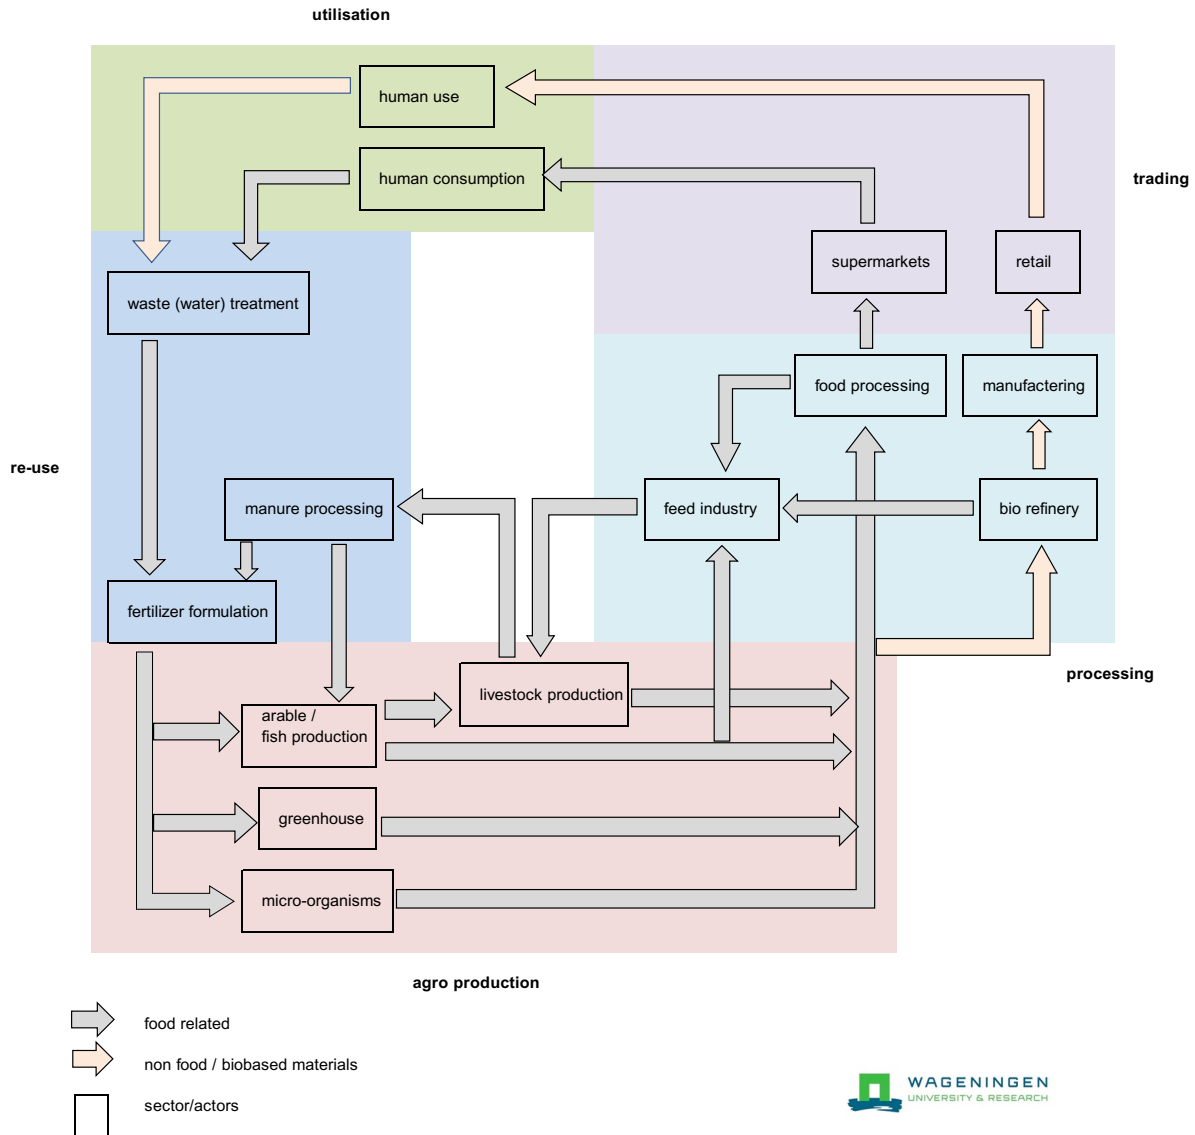 utilisation
human use
human consumption
trading
supermarkets
retail
waste (water) treatment
food processing
manufactering
re-use
manure processing
feed industry
bio refinery
fertilizer formulation
processing
livestock production
arable /
fish production
greenhouse
micro-organisms
agro production
food related
non food / biobased materials
sector/actors
WAGENINGEN
UNIVERSITY & RESEARCH